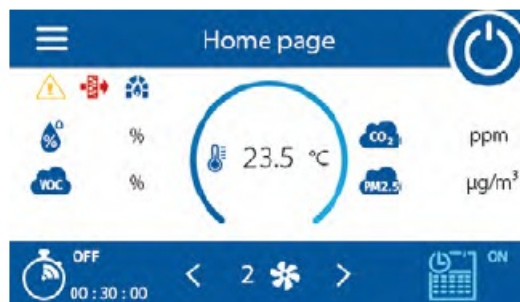 Home page
%
%
VOC
%
23.5 °C
CO2
ppm
PM2.5
µg/m³
OFF
00 : 30 : 00
2
ON